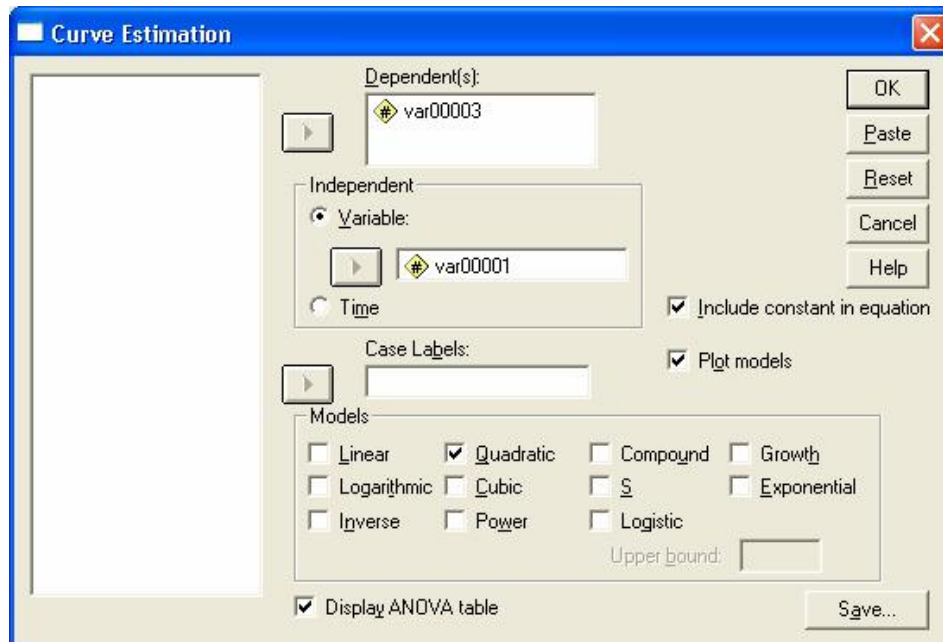 Curve Estimation
Dependent(s):
var00003
OK
Paste
Reset
Cancel
Help
Independent
Variable:
var00001
Time
Include constant in equation
Case Labels:
Plot models
Models
Linear
Quadratic
Compound
Growth
Logarithmic
Cubic
S
Exponential
Inverse
Power
Logistic
Upper bound:
Display ANOVA table
Save...